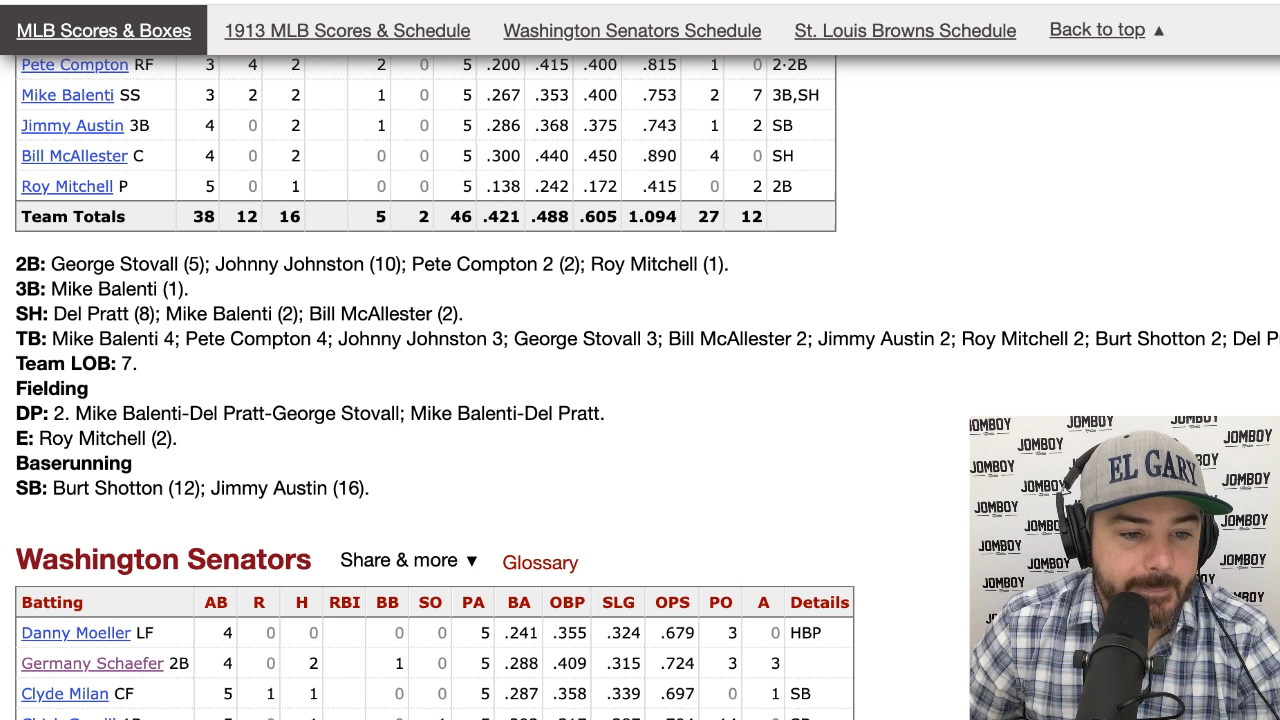 MLB Scores & Boxes 1913 MLB Scores & Schedule Washington Senators Schedule St. Louis Browns Schedule Back to top ▲
Pete Compton RF 3 4 2 2 0 5 .200 .415 .400 .815 1 0 2·2B
Mike Balenti SS 3 2 2 1 0 5 .267 .353 .400 .753 2 7 3B,SH
Jimmy Austin 3B 4 0 2 1 0 5 .286 .368 .375 .743 1 2 SB
Bill McAllester C 4 0 2 0 0 5 .300 .440 .450 .890 4 0 SH
Roy Mitchell P 5 0 1 0 0 5 .138 .242 .172 .415 0 2 2B
Team Totals 38 12 16 5 2 46 .421 .488 .605 1.094 27 12
2B: George Stovall (5); Johnny Johnston (10); Pete Compton 2 (2); Roy Mitchell (1).
3B: Mike Balenti (1).
SH: Del Pratt (8); Mike Balenti (2); Bill McAllester (2).
TB: Mike Balenti 4; Pete Compton 4; Johnny Johnston 3; George Stovall 3; Bill McAllester 2; Jimmy Austin 2; Roy Mitchell 2; Burt Shotton 2; Del P
Team LOB: 7.
Fielding
DP: 2. Mike Balenti-Del Pratt-George Stovall; Mike Balenti-Del Pratt.
E: Roy Mitchell (2).
Baserunning
SB: Burt Shotton (12); Jimmy Austin (16).
Washington Senators Share & more ▼ Glossary
Batting AB R H RBI BB SO PA BA OBP SLG OPS PO A Details
Danny Moeller LF 4 0 0 0 0 5 .241 .355 .324 .679 3 0 HBP
Germany Schaefer 2B 4 0 2 1 0 5 .288 .409 .315 .724 3 3
Clyde Milan CF 5 1 1 0 0 5 .287 .358 .339 .697 0 1 SB
EL GARY
JOMBOY